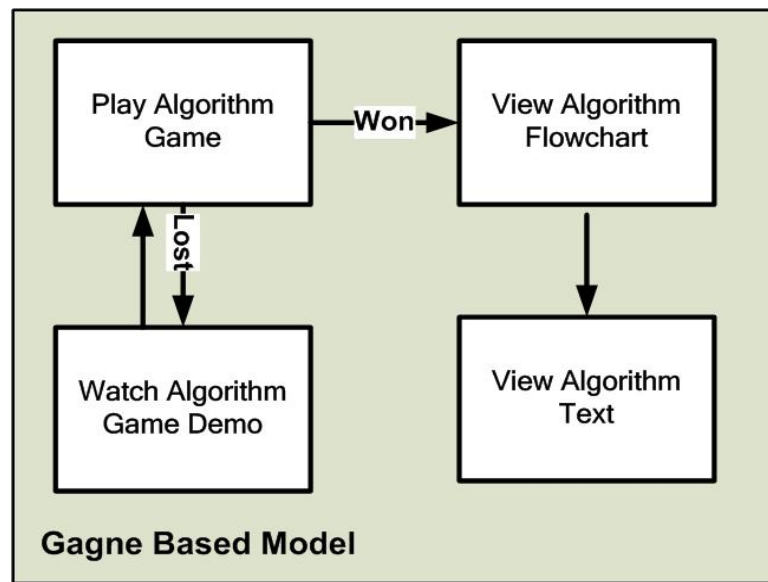 Play Algorithm
Game
Won
View Algorithm
Flowchart
Lost
Watch Algorithm
Game Demo
View Algorithm
Text
Gagne Based Model